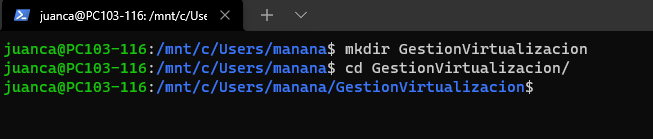 juanca@PC103-116: /mnt/c/Use
juanca@PC103-116:/mnt/c/Users/manana$ mkdir GestionVirtualizacion
juanca@PC103-116:/mnt/c/Users/manana$ cd GestionVirtualizacion/
juanca@PC103-116:/mnt/c/Users/manana/GestionVirtualizacion$